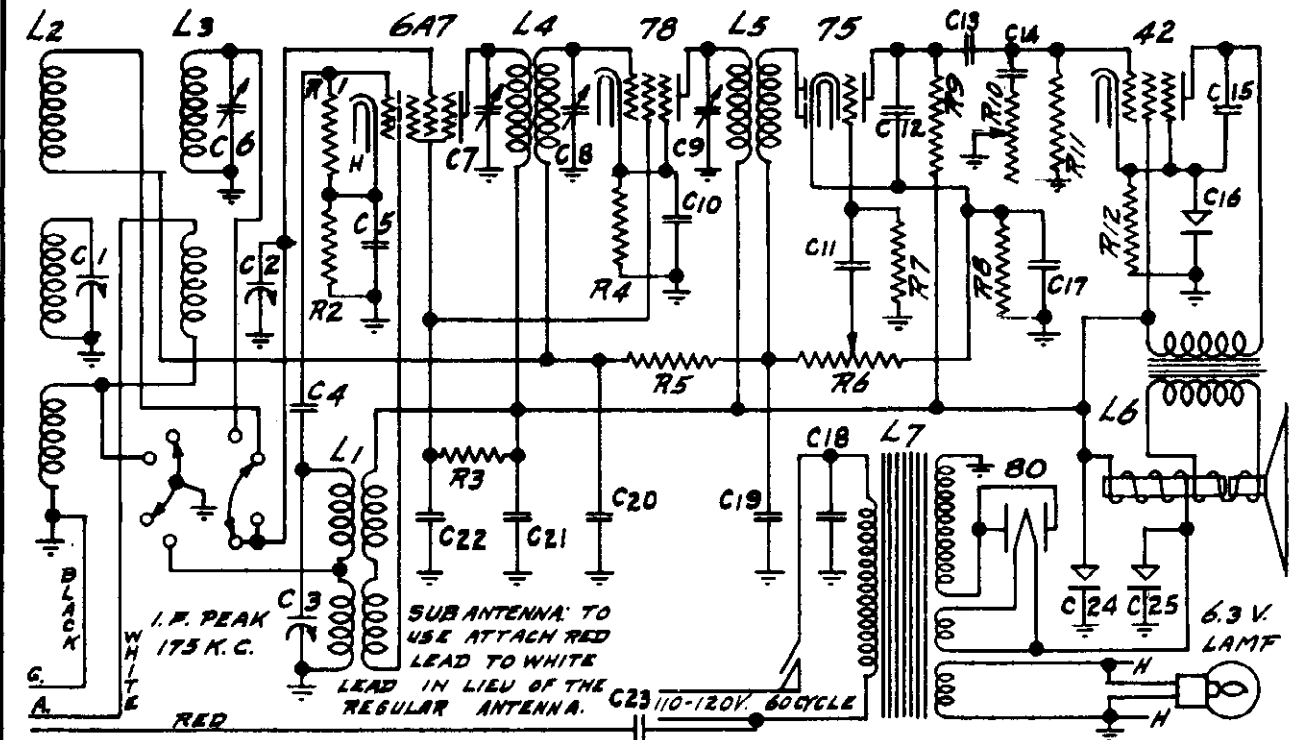 L2
L3
6A7
L4
78
L5
75
C13
C14
42
R1
H
C6
C7
C8
C9
C12
R9
R10
R11
C15
C1
C2
C5
R2
R4
C10
C11
R7
R8
C17
R12
C16
C4
R5
R6
L6
L1
R3
C18
L7
80
C22
C21
C20
C19
C3
C24
C25
BLACK
WHITE
I.F. PEAK
175 K.C.
SUB ANTENNA: TO
USE ATTACH RED
LEAD TO WHITE
LEAD IN LIEU OF THE
REGULAR ANTENNA.
6.3 V.
LAMP
G.
A.
RED
C23
110-120V. 60CYCLE
H
H